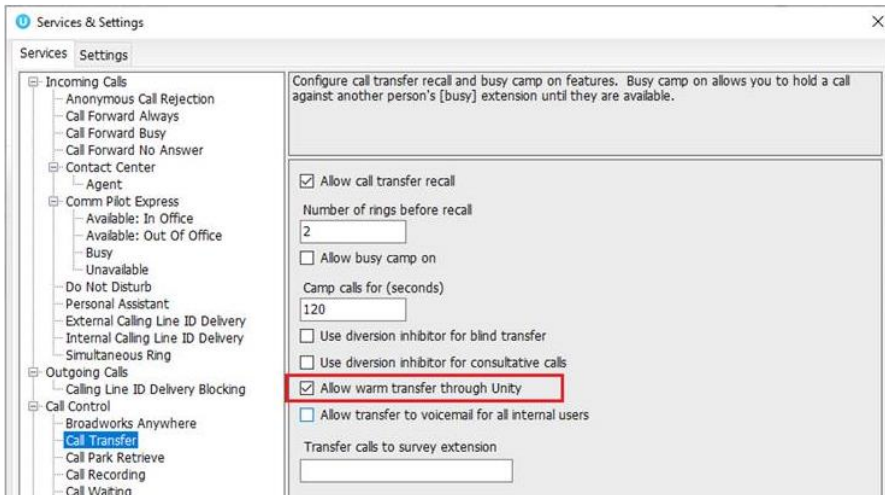 Services & Settings
Services Settings
Incoming Calls
Anonymous Call Rejection
Call Forward Always
Call Forward Busy
Call Forward No Answer
Contact Center
Agent
Comm Pilot Express
Available: In Office
Available: Out Of Office
Busy
Unavailable
Do Not Disturb
Personal Assistant
External Calling Line ID Delivery
Internal Calling Line ID Delivery
Simultaneous Ring
Outgoing Calls
Calling Line ID Delivery Blocking
Call Control
Broadworks Anywhere
Call Transfer
Call Park Retrieve
Call Recording
Call Waiting
Configure call transfer recall and busy camp on features. Busy camp on allows you to hold a call
against another person's [busy] extension until they are available.
Allow call transfer recall
Number of rings before recall
2
Allow busy camp on
Camp calls for (seconds)
120
Use diversion inhibitor for blind transfer
Use diversion inhibitor for consultative calls
Allow warm transfer through Unity
Allow transfer to voicemail for all internal users
Transfer calls to survey extension